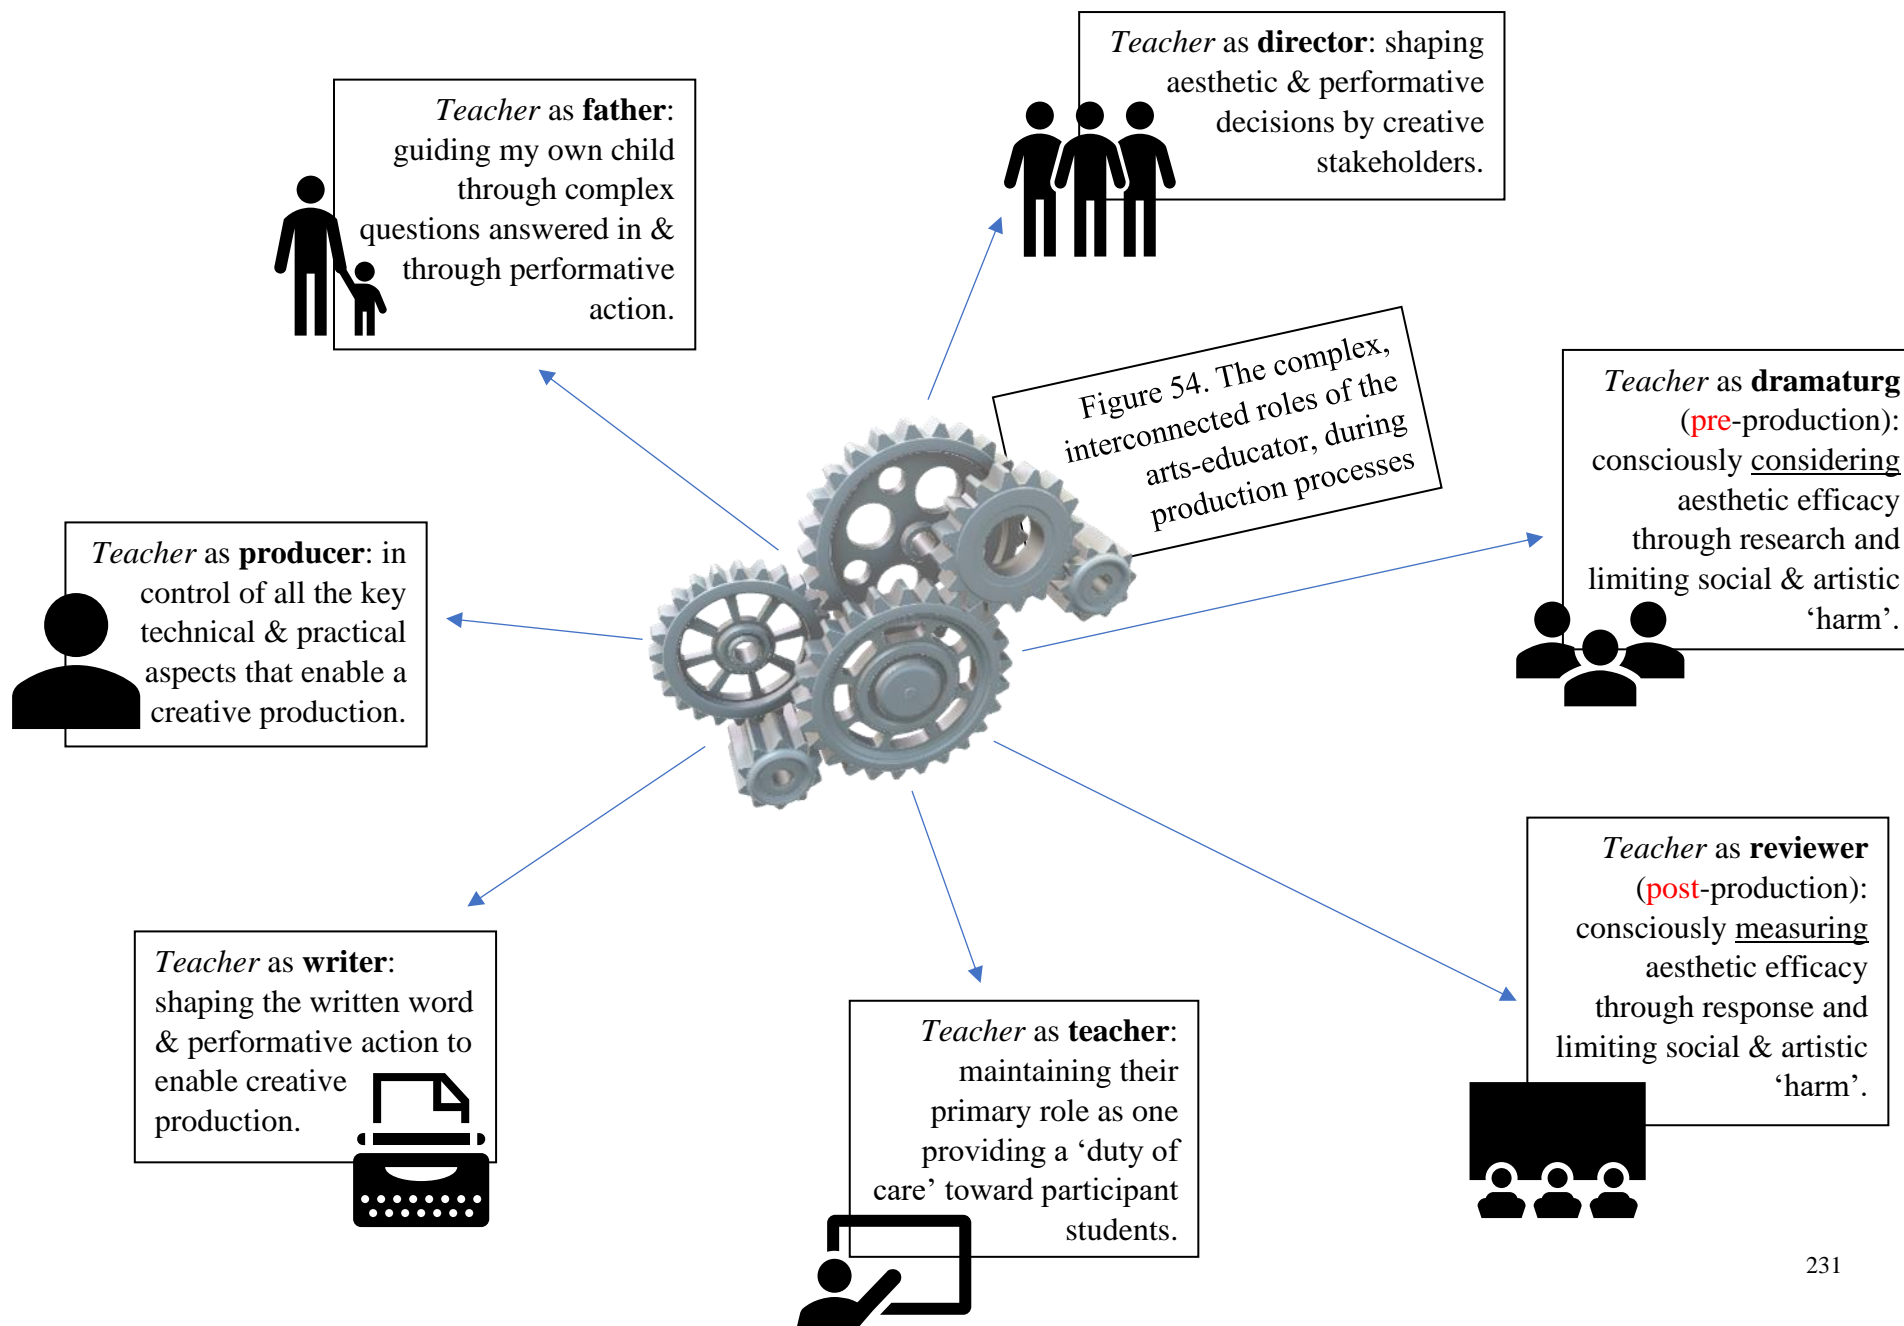 Teacher as director: shaping
aesthetic & performative
decisions by creative
stakeholders.
Teacher as father:
guiding my own child
through complex
questions answered in &
through performative
action.
Figure 54. The complex,
interconnected roles of the
arts-educator, during
production processes
Teacher as dramaturg
(pre-production):
consciously considering
aesthetic efficacy
through research and
limiting social & artistic
‘harm’.
Teacher as producer: in
control of all the key
technical & practical
aspects that enable a
creative production.
Teacher as reviewer
(post-production):
consciously measuring
aesthetic efficacy
through response and
limiting social & artistic
‘harm’.
Teacher as writer:
shaping the written word
& performative action to
enable creative
production.
Teacher as teacher:
maintaining their
primary role as one
providing a ‘duty of
care’ toward participant
students.
231